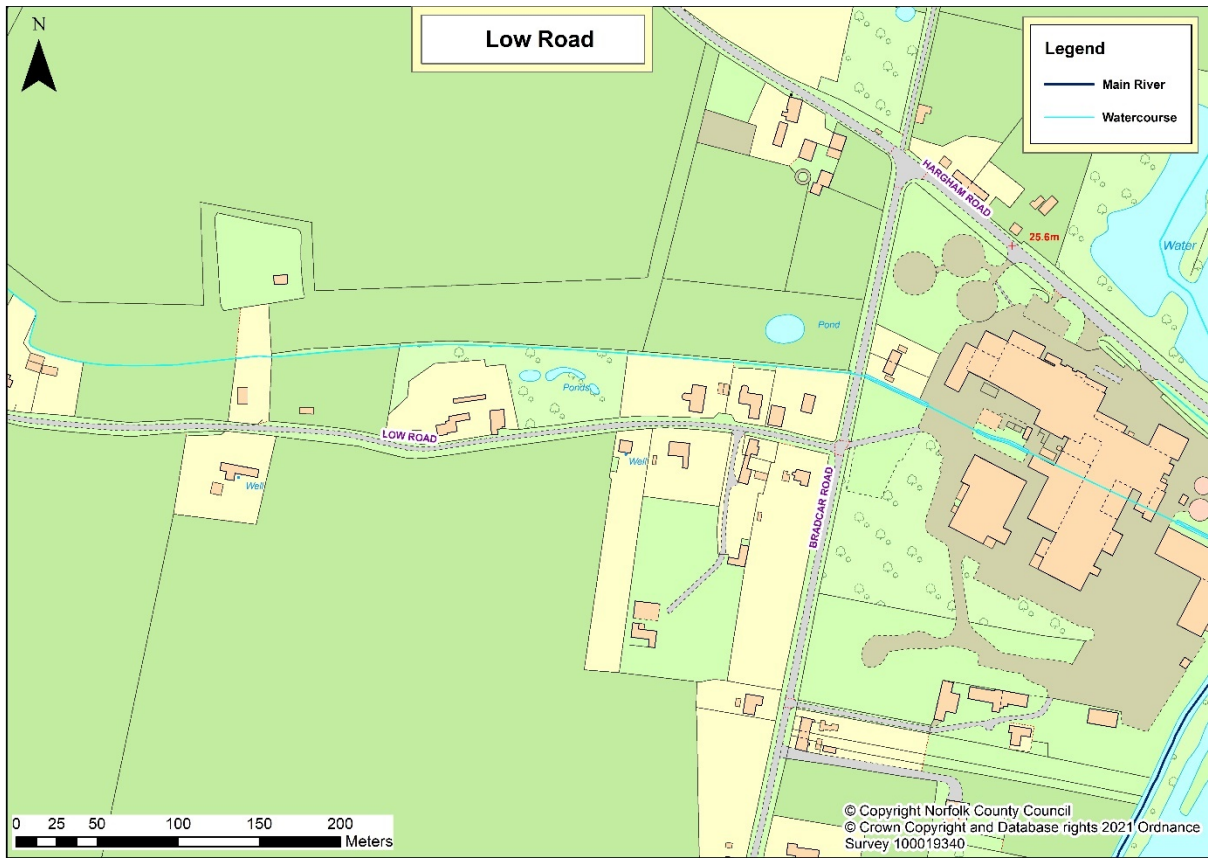 N
Low Road
Legend
Main River
Watercourse
HARGHAM ROAD
25.6m
Water
Pond
Ponds
LOW ROAD
Well
Well
BRADCAR ROAD
0 25 50 100 150 200
Meters
© Copyright Norfolk County Council
© Crown Copyright and Database rights 2021 Ordnance
Survey 100019340